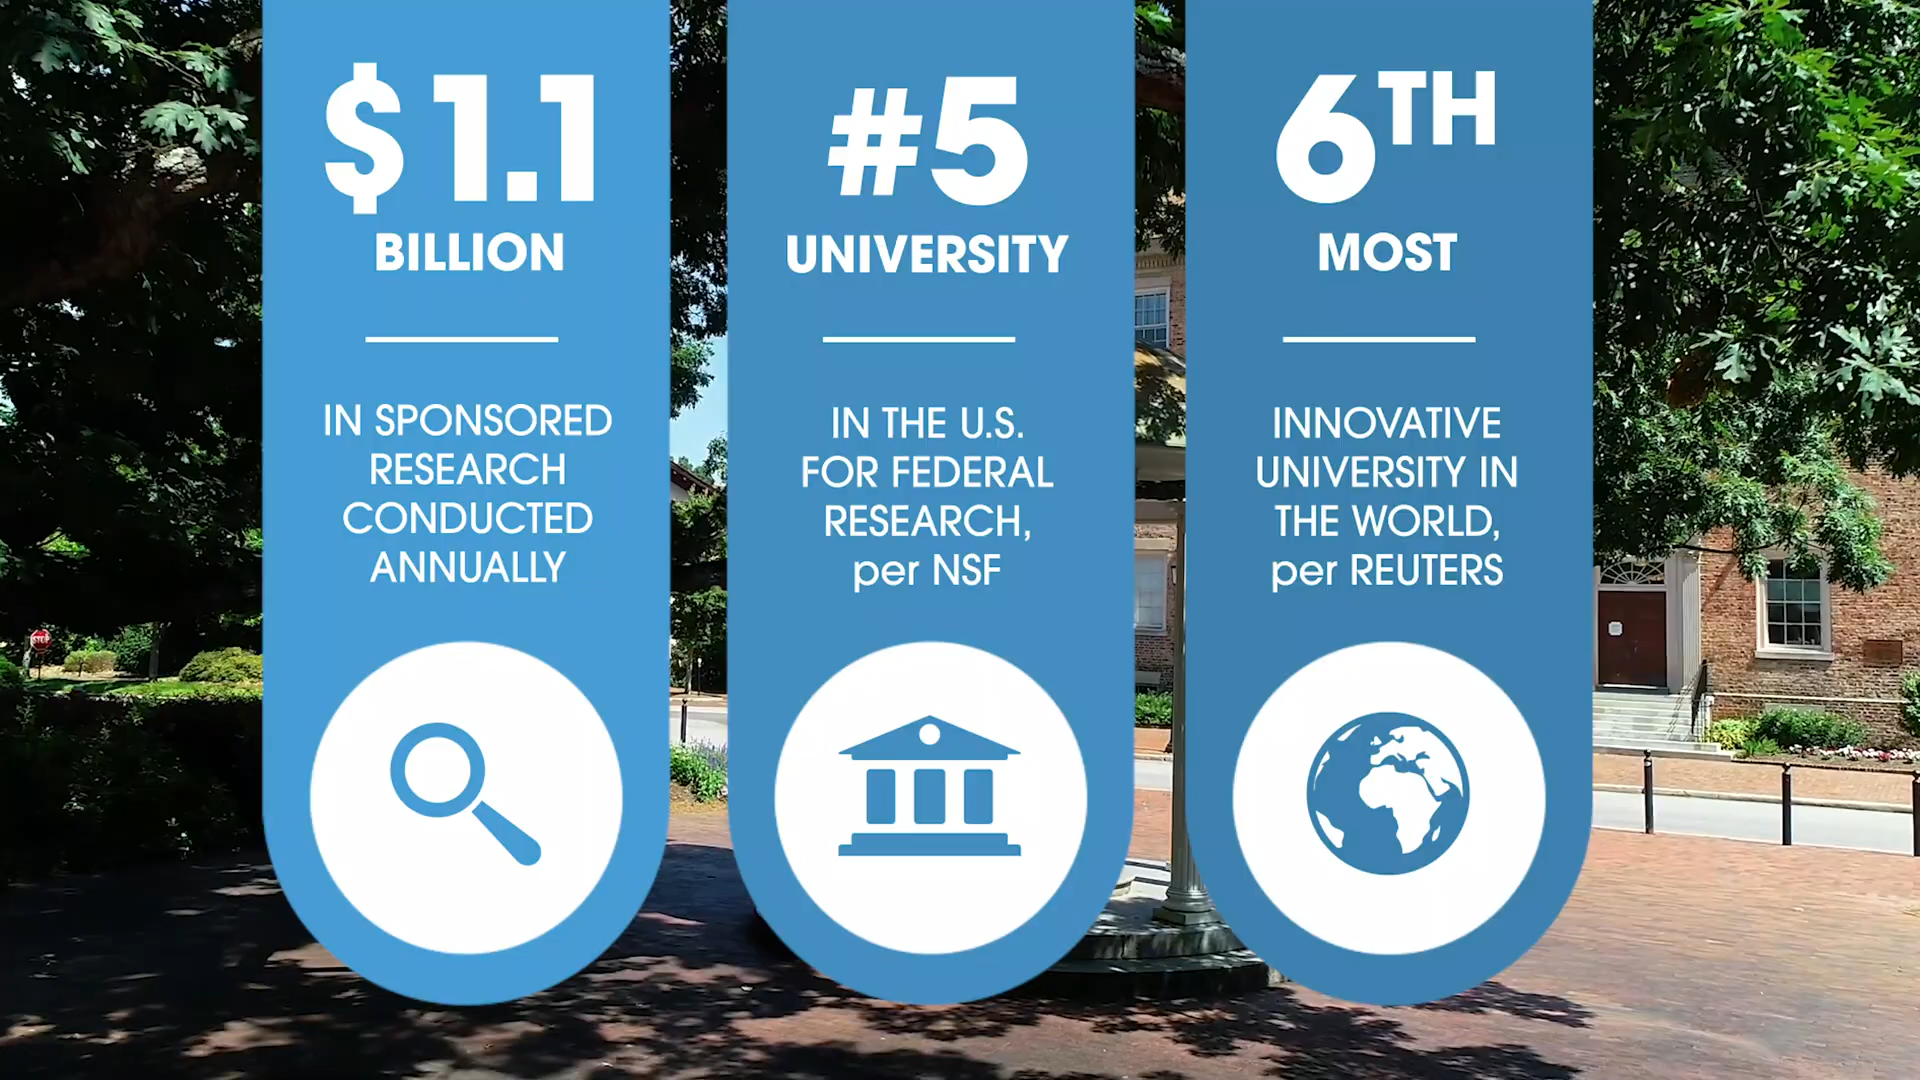 $1.1
BILLION
IN SPONSORED
RESEARCH
CONDUCTED
ANNUALLY
#5
UNIVERSITY
IN THE U.S.
FOR FEDERAL
RESEARCH,
per NSF
6TH
MOST
INNOVATIVE
UNIVERSITY IN
THE WORLD,
per REUTERS
STOP